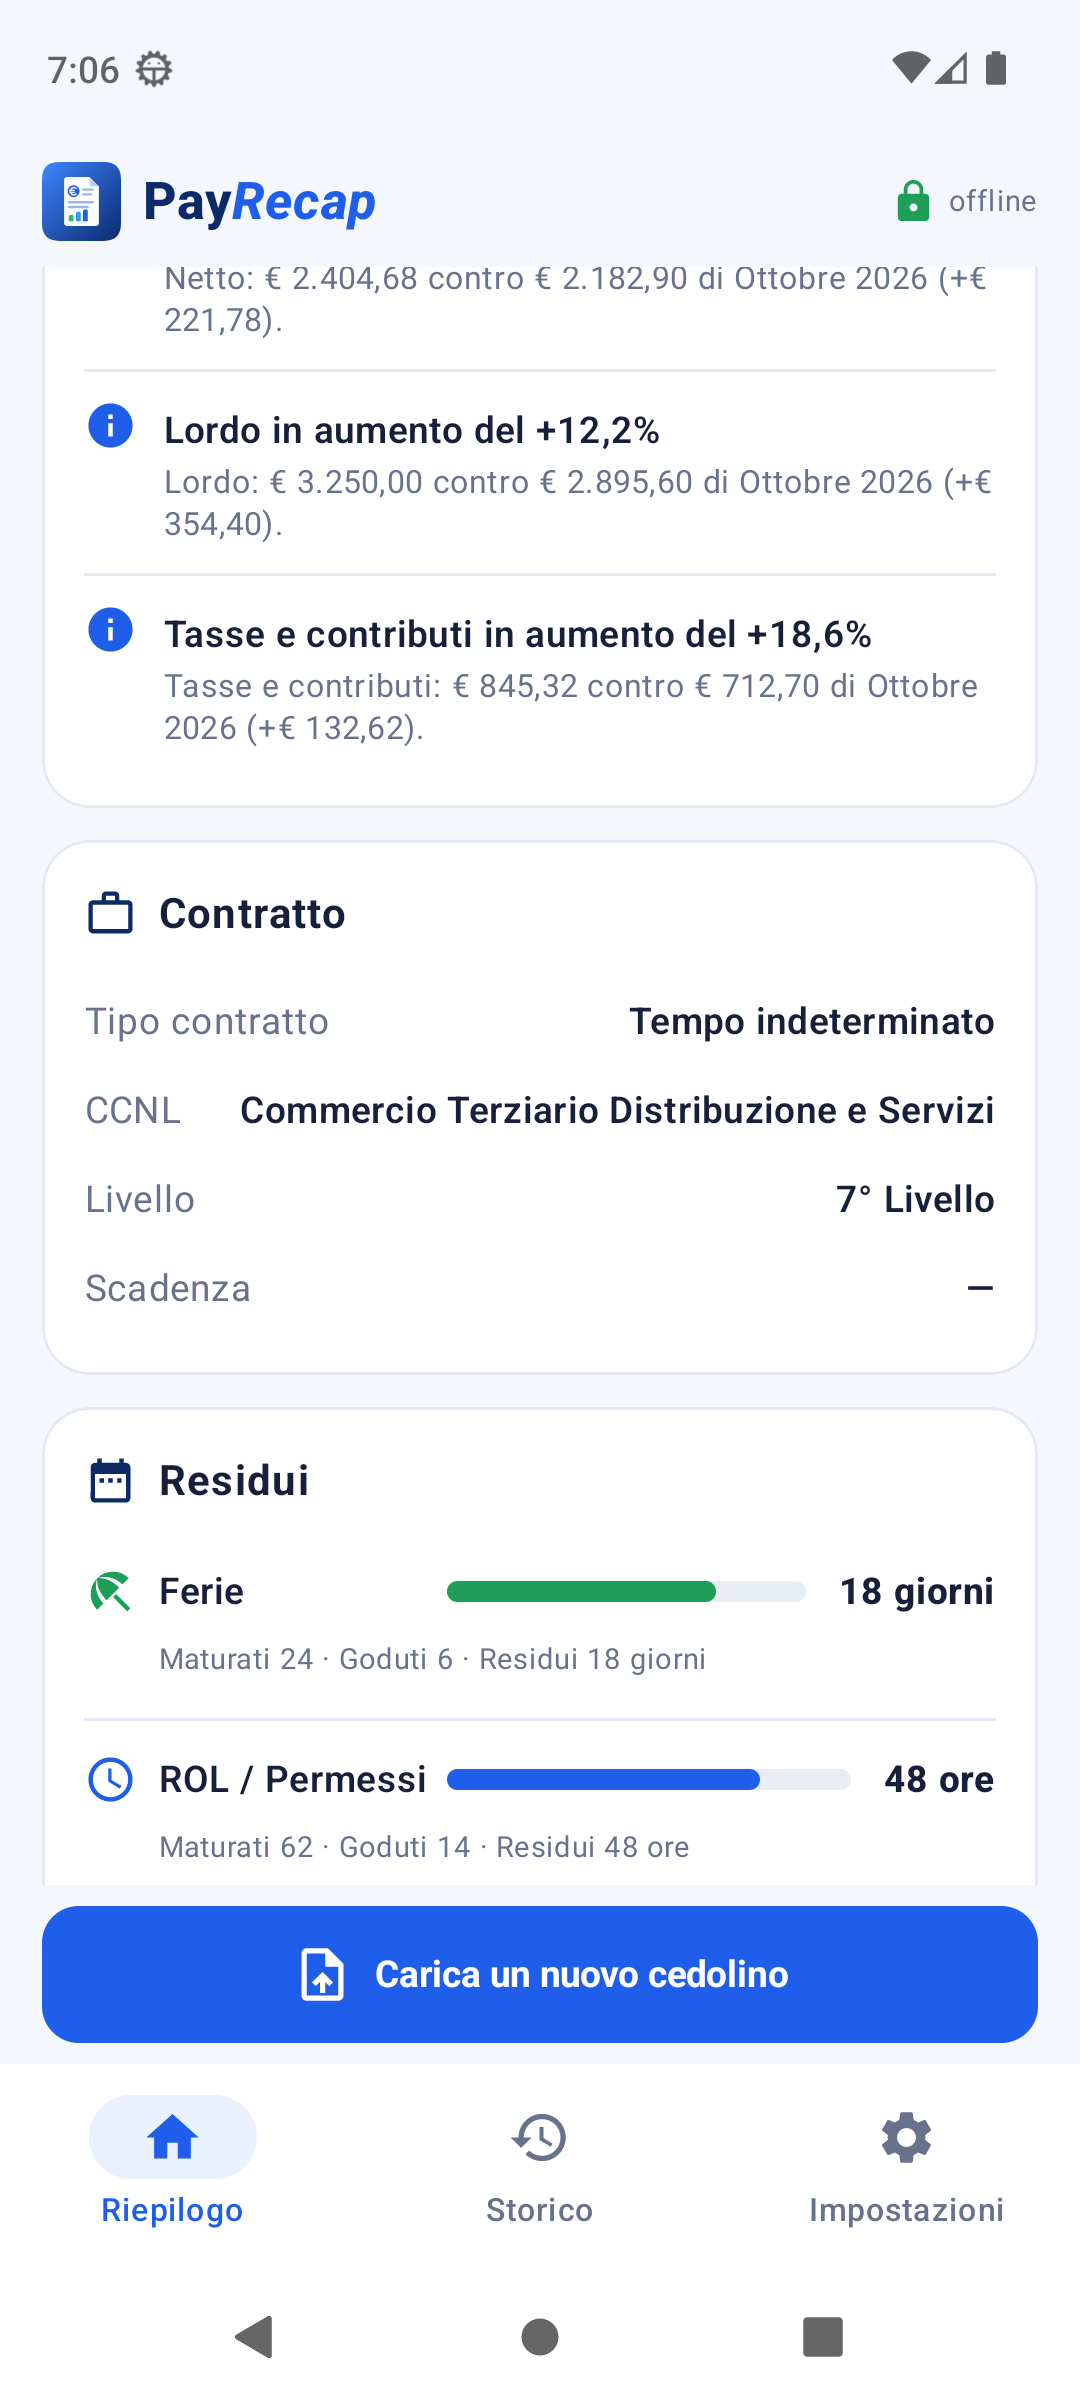 7:06
PayRecap
offline
Netto: € 2.404,68 contro € 2.182,90 di Ottobre 2026 (+€
221,78).
Lordo in aumento del +12,2%
Lordo: € 3.250,00 contro € 2.895,60 di Ottobre 2026 (+€
354,40).
Tasse e contributi in aumento del +18,6%
Tasse e contributi: € 845,32 contro € 712,70 di Ottobre
2026 (+€ 132,62).
Contratto
Tipo contratto Tempo indeterminato
CCNL Commercio Terziario Distribuzione e Servizi
Livello 7° Livello
Scadenza –
Residui
Ferie 18 giorni
Maturati 24 · Goduti 6 · Residui 18 giorni
ROL / Permessi 48 ore
Maturati 62 · Goduti 14 · Residui 48 ore
Carica un nuovo cedolino
Riepilogo Storico Impostazioni